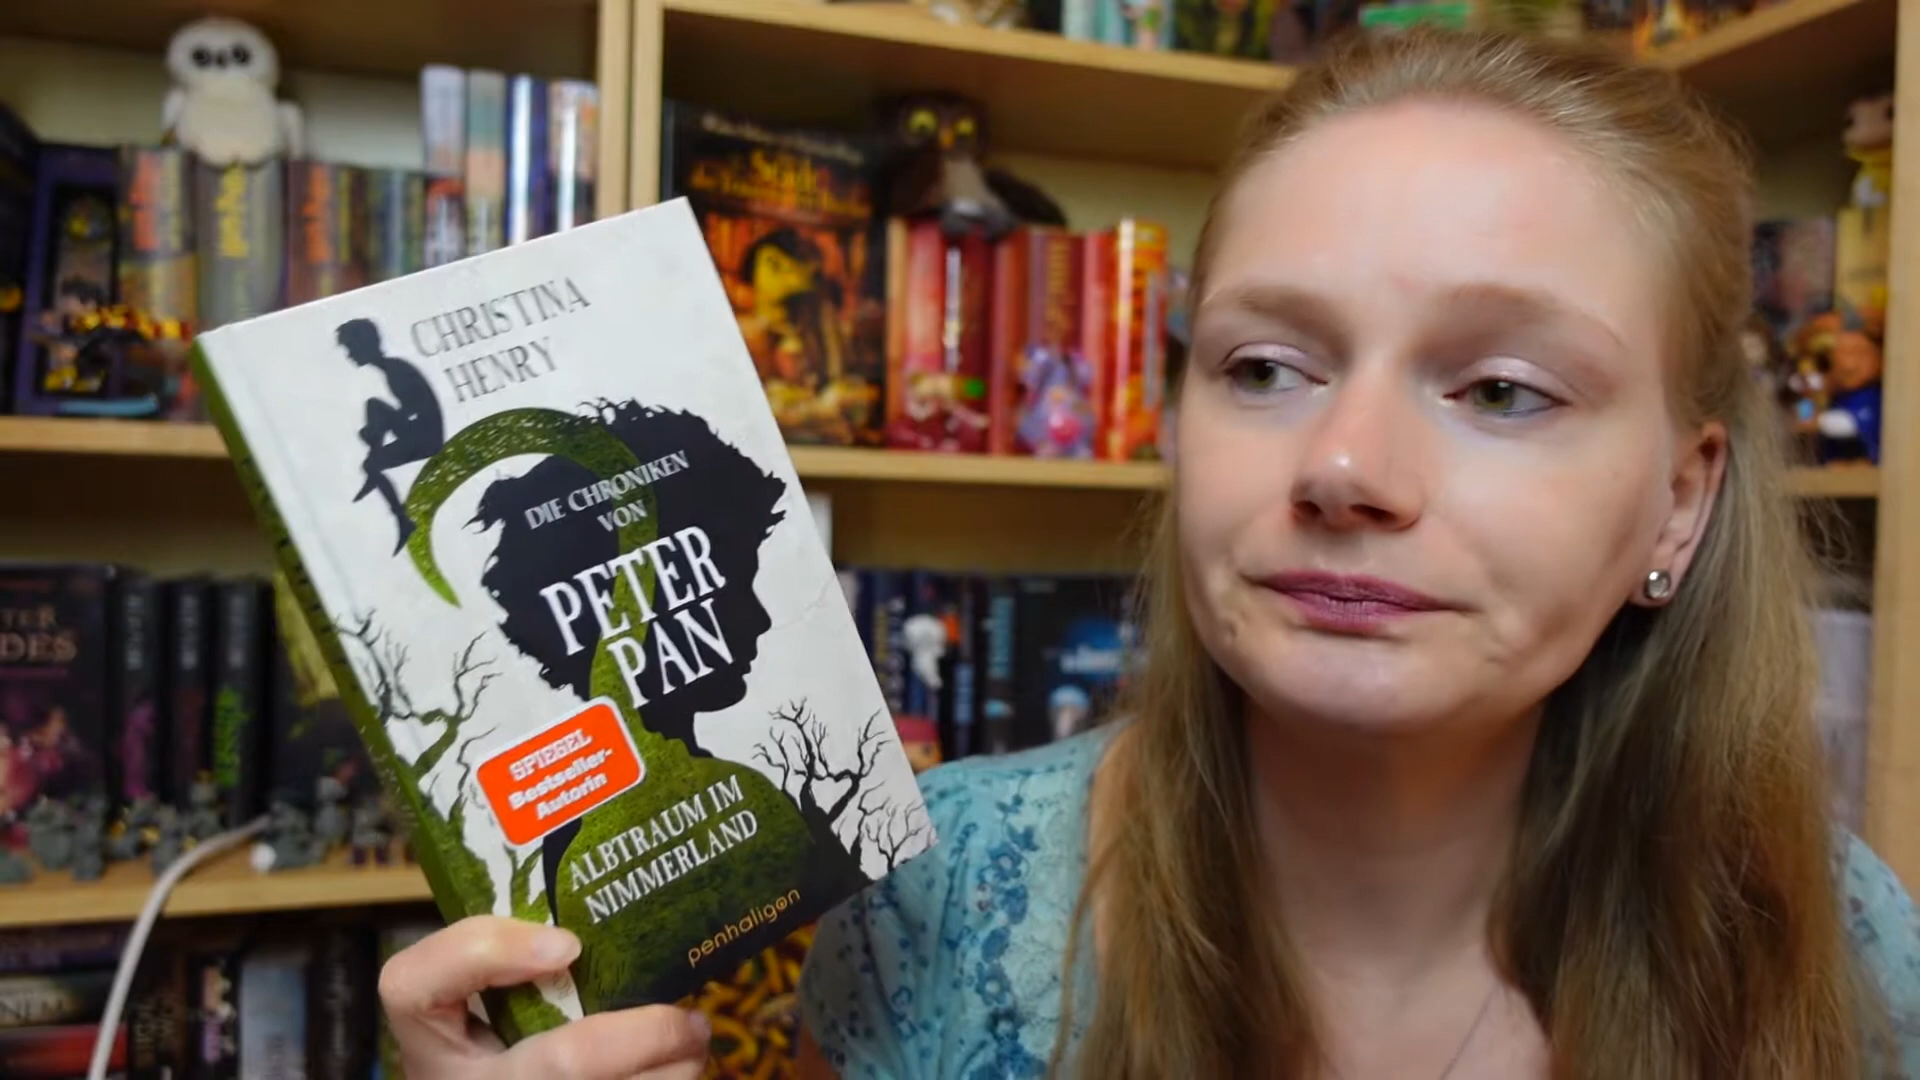 CHRISTINA
HENRY
DIE CHRONIKEN
VON
PETER
PAN
SPIEGEL
Bestseller-
Autorin
ALBTRAUM IM
NIMMERLAND
penhaligon